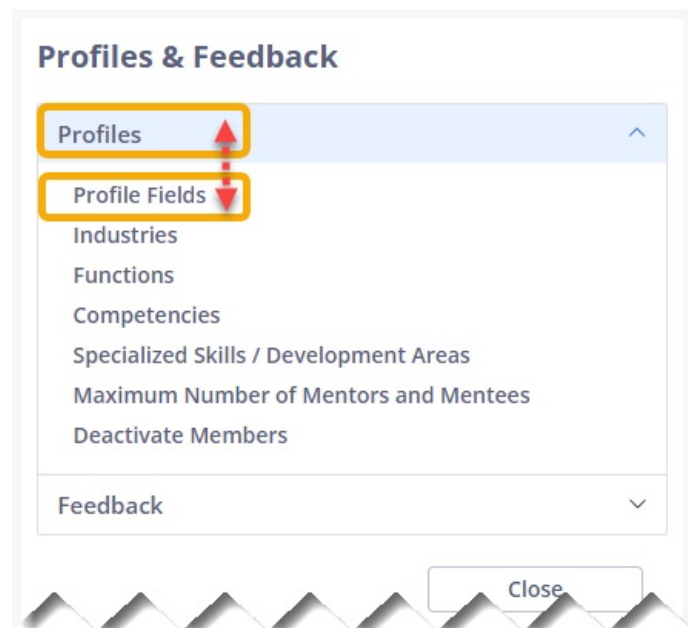 Profiles & Feedback
Profiles
Profile Fields
Industries
Functions
Competencies
Specialized Skills / Development Areas
Maximum Number of Mentors and Mentees
Deactivate Members
Feedback
Close